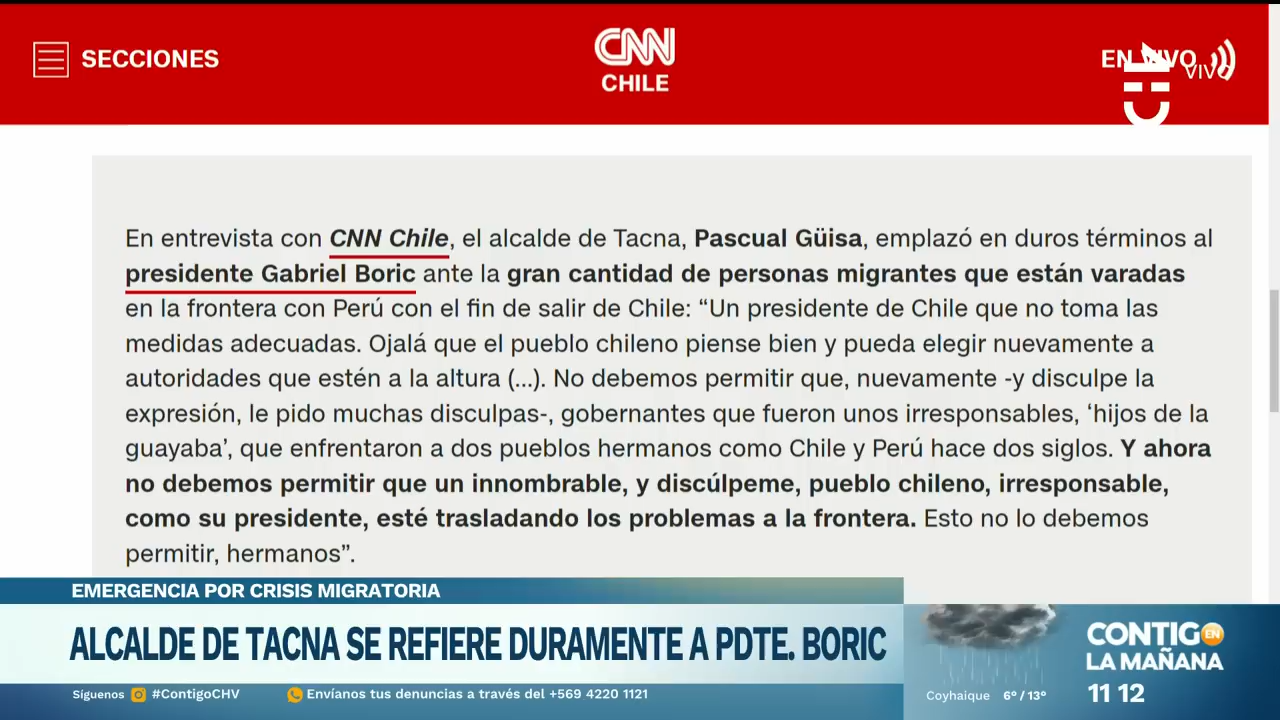 SECCIONES
CNN
CHILE
EN VIVO
VIVO
En entrevista con CNN Chile, el alcalde de Tacna, Pascual Güisa, emplazó en duros términos al
presidente Gabriel Boric ante la gran cantidad de personas migrantes que están varadas
en la frontera con Perú con el fin de salir de Chile: “Un presidente de Chile que no toma las
medidas adecuadas. Ojalá que el pueblo chileno piense bien y pueda elegir nuevamente a
autoridades que estén a la altura (...). No debemos permitir que, nuevamente -y disculpe la
expresión, le pido muchas disculpas-, gobernantes que fueron unos irresponsables, ‘hijos de la
guayaba’, que enfrentaron a dos pueblos hermanos como Chile y Perú hace dos siglos. Y ahora
no debemos permitir que un innombrable, y discúlpeme, pueblo chileno, irresponsable,
como su presidente, esté trasladando los problemas a la frontera. Esto no lo debemos
permitir, hermanos”.
EMERGENCIA POR CRISIS MIGRATORIA
ALCALDE DE TACNA SE REFIERE DURAMENTE A PDTE. BORIC
Síguenos #ContigoCHV Envíanos tus denuncias a través del +569 4220 1121
Coyhaique 6° / 13°
CONTIGO EN
LA MAÑANA
11 12